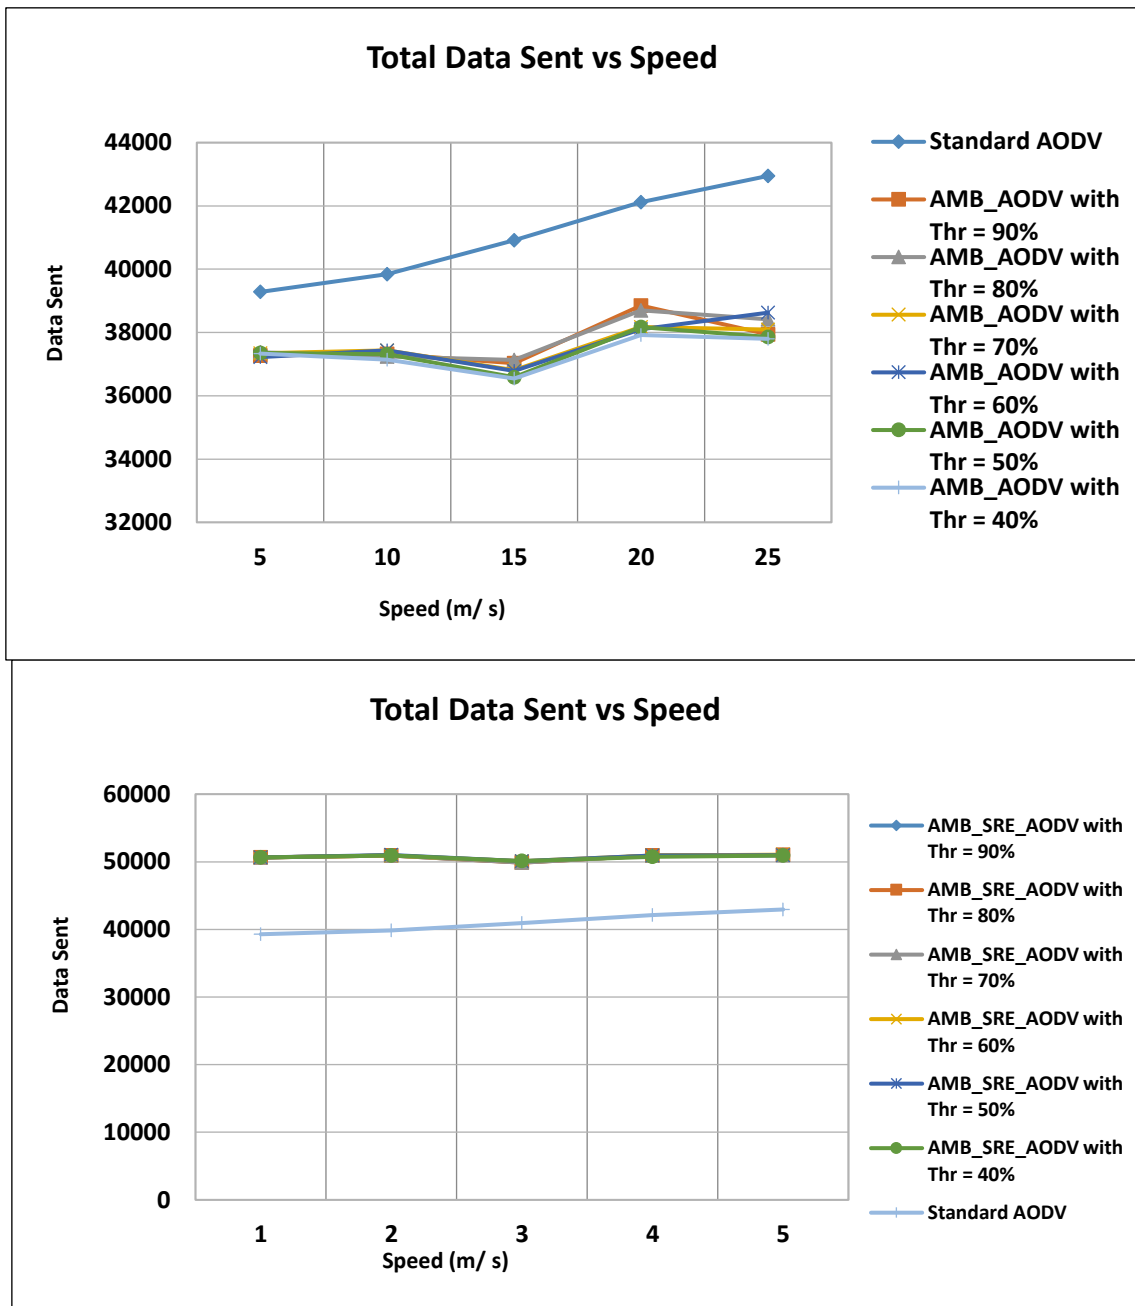 Total Data Sent vs Speed
44000
42000
40000
38000
36000
34000
32000
Data Sent
5 10 15 20 25
Speed (m/ s)
Standard AODV
AMB_AODV with
Thr = 90%
AMB_AODV with
Thr = 80%
AMB_AODV with
Thr = 70%
AMB_AODV with
Thr = 60%
AMB_AODV with
Thr = 50%
AMB_AODV with
Thr = 40%
Total Data Sent vs Speed
60000
50000
40000
30000
20000
10000
0
Data Sent
1 2 3 4 5
Speed (m/ s)
AMB_SRE_AODV with
Thr = 90%
AMB_SRE_AODV with
Thr = 80%
AMB_SRE_AODV with
Thr = 70%
AMB_SRE_AODV with
Thr = 60%
AMB_SRE_AODV with
Thr = 50%
AMB_SRE_AODV with
Thr = 40%
Standard AODV